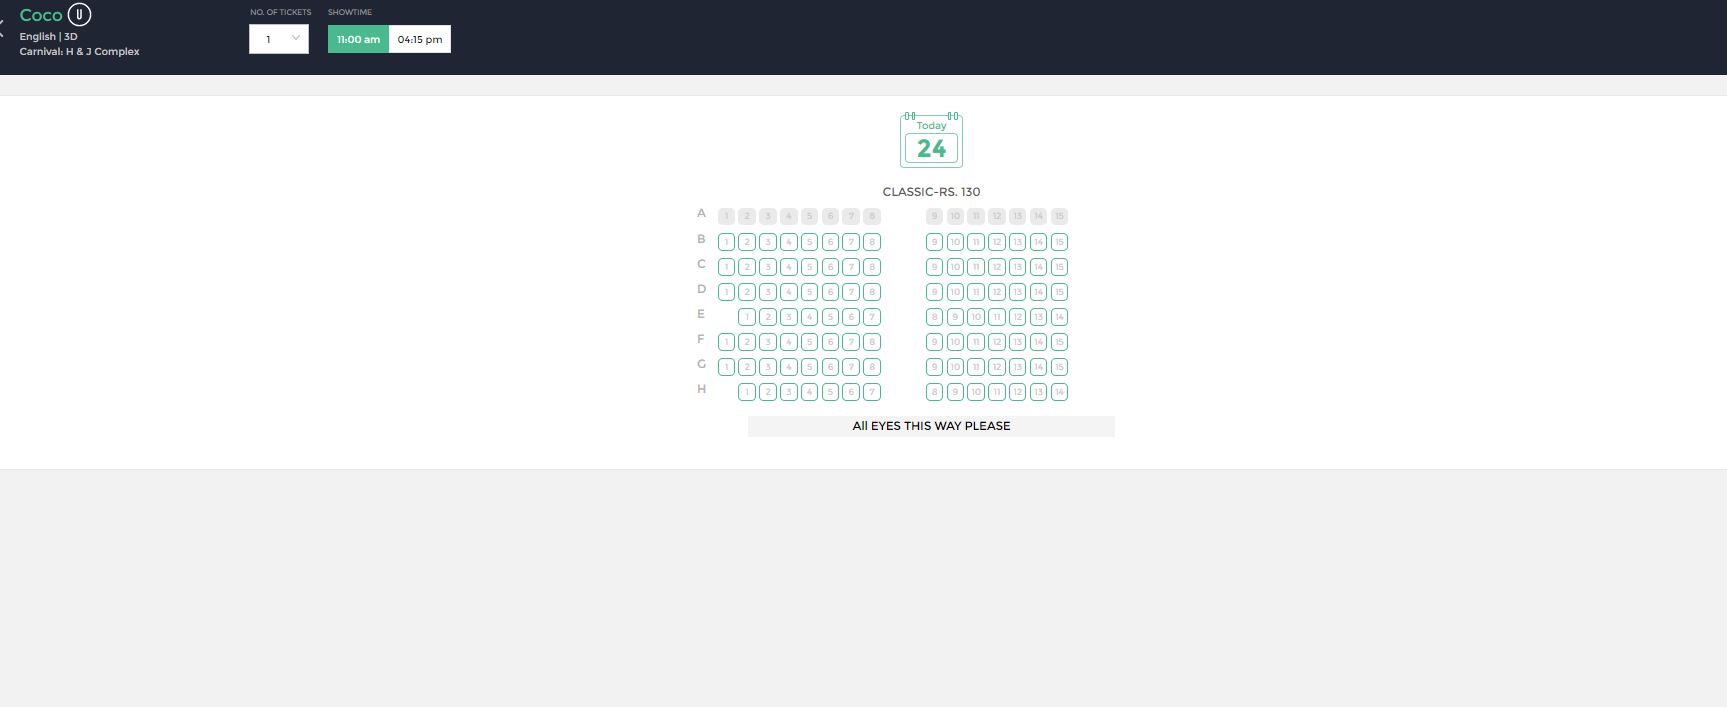 Coco U
English | 3D
Carnival: H & J Complex
NO. OF TICKETS
1
SHOWTIME
11:00 am 04:15 pm
Today
24
CLASSIC-RS. 130
A 1 2 3 4 5 6 7 8 9 10 11 12 13 14 15
B 1 2 3 4 5 6 7 8 9 10 11 12 13 14 15
C 1 2 3 4 5 6 7 8 9 10 11 12 13 14 15
D 1 2 3 4 5 6 7 8 9 10 11 12 13 14 15
E 1 2 3 4 5 6 7 8 9 10 11 12 13 14
F 1 2 3 4 5 6 7 8 9 10 11 12 13 14 15
G 1 2 3 4 5 6 7 8 9 10 11 12 13 14 15
H 1 2 3 4 5 6 7 8 9 10 11 12 13 14
All EYES THIS WAY PLEASE